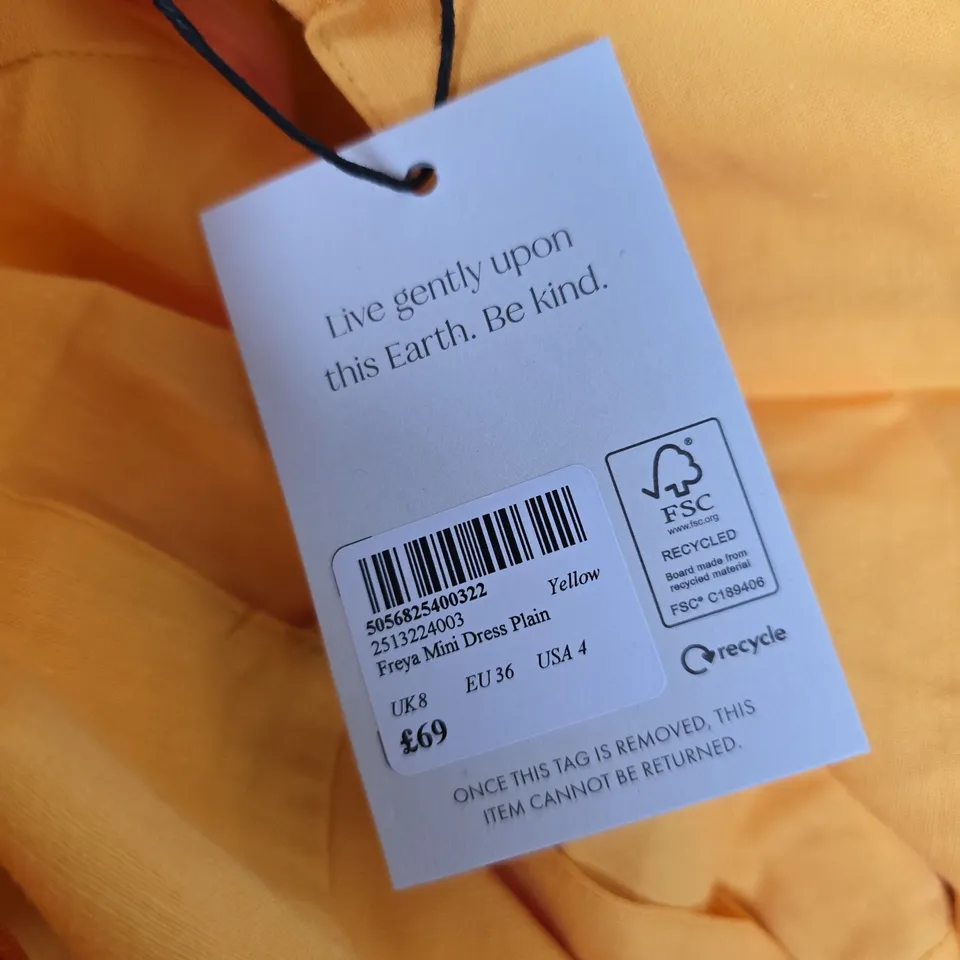 Live gently upon
this Earth. Be kind.
®
FSC
www.fsc.org
RECYCLED
Board made from
recycled material
FSC® C189406
recycle
5056825400322
Yellow
2513224003
Freya Mini Dress Plain
UK 8 EU 36 USA 4
£69
ONCE THIS TAG IS REMOVED, THIS
ITEM CANNOT BE RETURNED.